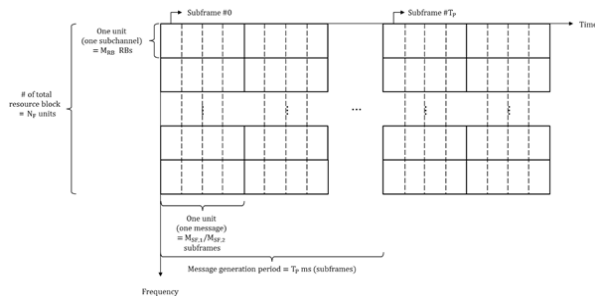 Subframe #0
Subframe #T_P
Time
One unit
(one subchannel)
= M_RB RBs
# of total
resource block
= N_F units
...
One unit
(one message)
= M_SF,1/M_SF,2
subframes
Message generation period = T_P ms (subframes)
Frequency